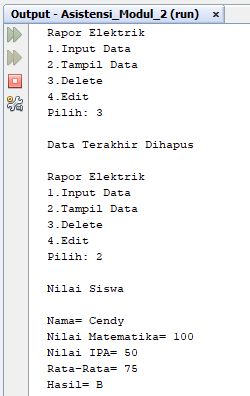 Output - Asistensi_Modul_2 (run) ×
Rapor Elektrik
1.Input Data
2.Tampil Data
3.Delete
4.Edit
Pilih: 3
Data Terakhir Dihapus
Rapor Elektrik
1.Input Data
2.Tampil Data
3.Delete
4.Edit
Pilih: 2
Nilai Siswa
Nama= Cendy
Nilai Matematika= 100
Nilai IPA= 50
Rata-Rata= 75
Hasil= B